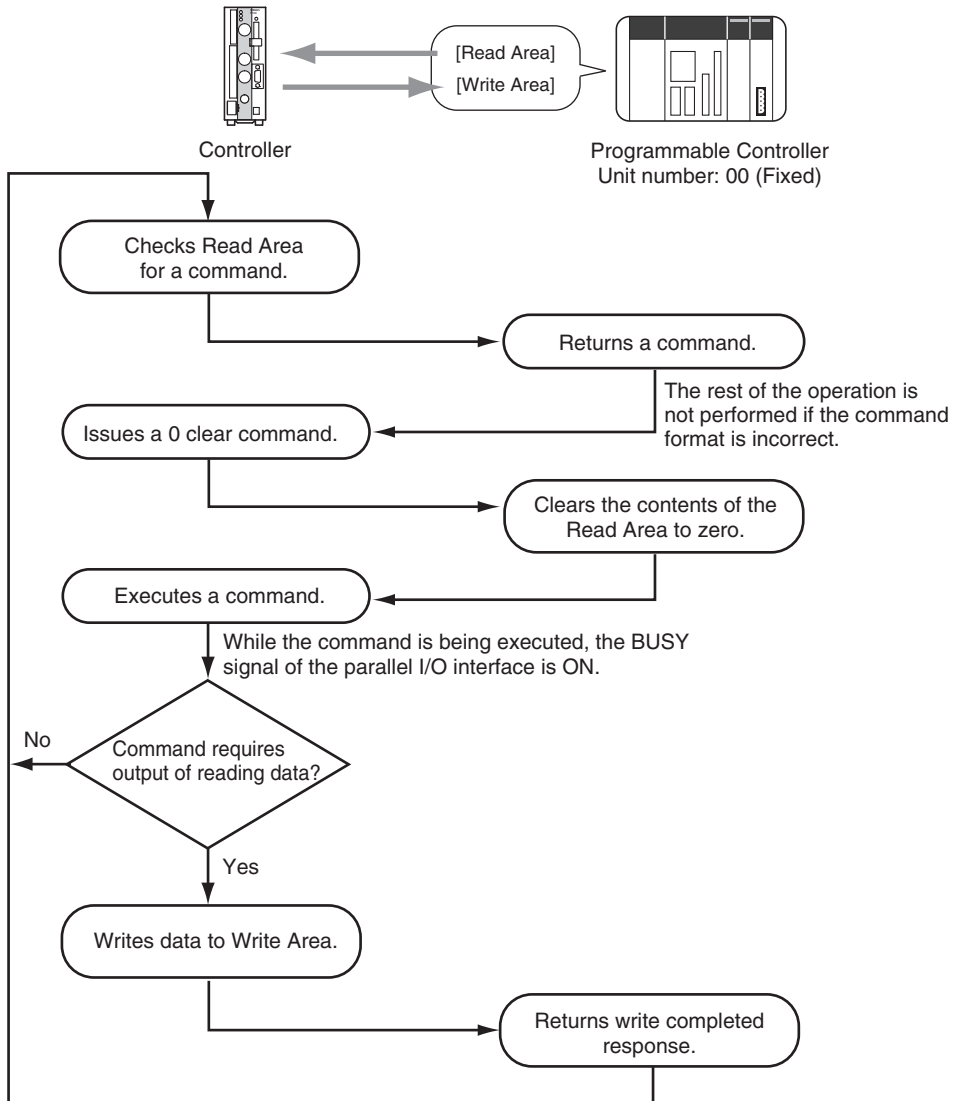 [Read Area]
[Write Area]
Controller
Programmable Controller
Unit number: 00 (Fixed)
Checks Read Area
for a command.
Returns a command.
The rest of the operation is
not performed if the command
format is incorrect.
Issues a 0 clear command.
Clears the contents of the
Read Area to zero.
Executes a command.
While the command is being executed, the BUSY
signal of the parallel I/O interface is ON.
No
Command requires
output of reading data?
Yes
Writes data to Write Area.
Returns write completed
response.